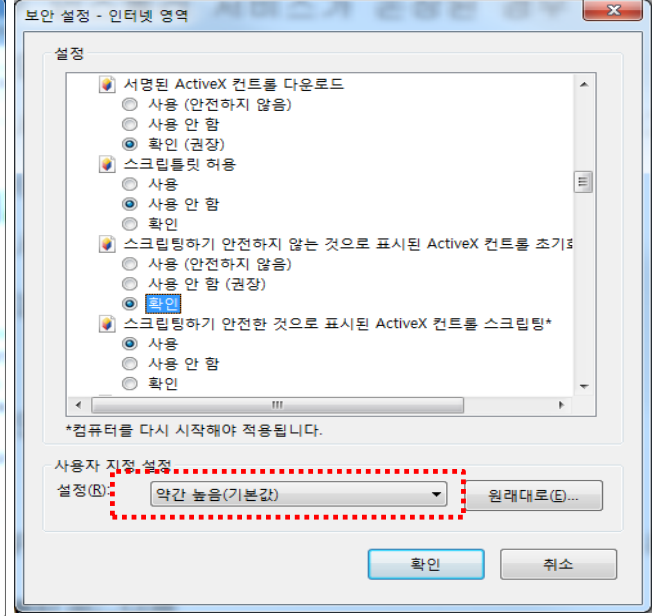 보안 설정 - 인터넷 영역
설정
서명된 ActiveX 컨트롤 다운로드
사용 (안전하지 않음)
사용 안 함
확인 (권장)
스크립틀릿 허용
사용
사용 안 함
확인
스크립팅하기 안전하지 않는 것으로 표시된 ActiveX 컨트롤 초기화
사용 (안전하지 않음)
사용 안 함 (권장)
확인
스크립팅하기 안전한 것으로 표시된 ActiveX 컨트롤 스크립팅*
사용
사용 안 함
확인
*컴퓨터를 다시 시작해야 적용됩니다.
사용자 지정 설정
설정(R):
약간 높음(기본값)
원래대로(E)...
확인
취소